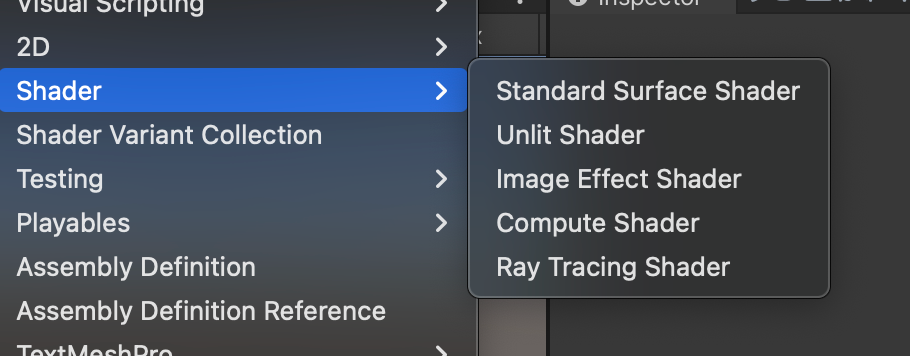 Visual Scripting
Inspector
2D
Shader
Standard Surface Shader
Shader Variant Collection
Unlit Shader
Testing
Image Effect Shader
Playables
Compute Shader
Assembly Definition
Ray Tracing Shader
Assembly Definition Reference
TextMeshPro